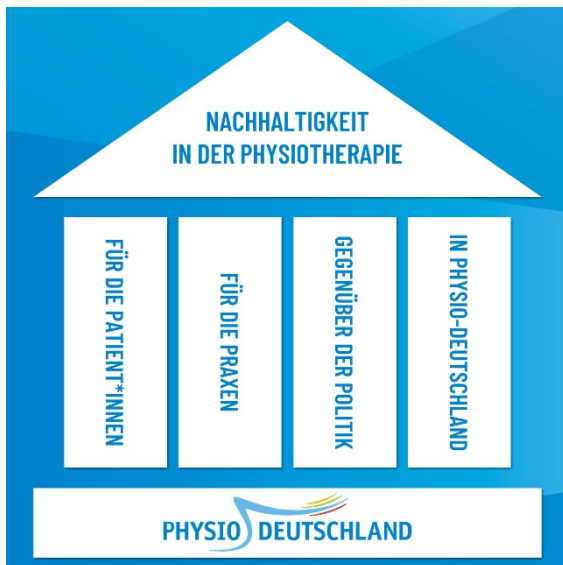 NACHHALTIGKEIT
IN DER PHYSIOTHERAPIE
FÜR DIE PATIENT*INNEN
FÜR DIE PRAXEN
GEGENÜBER DER POLITIK
IN PHYSIO-DEUTSCHLAND
PHYSIO DEUTSCHLAND